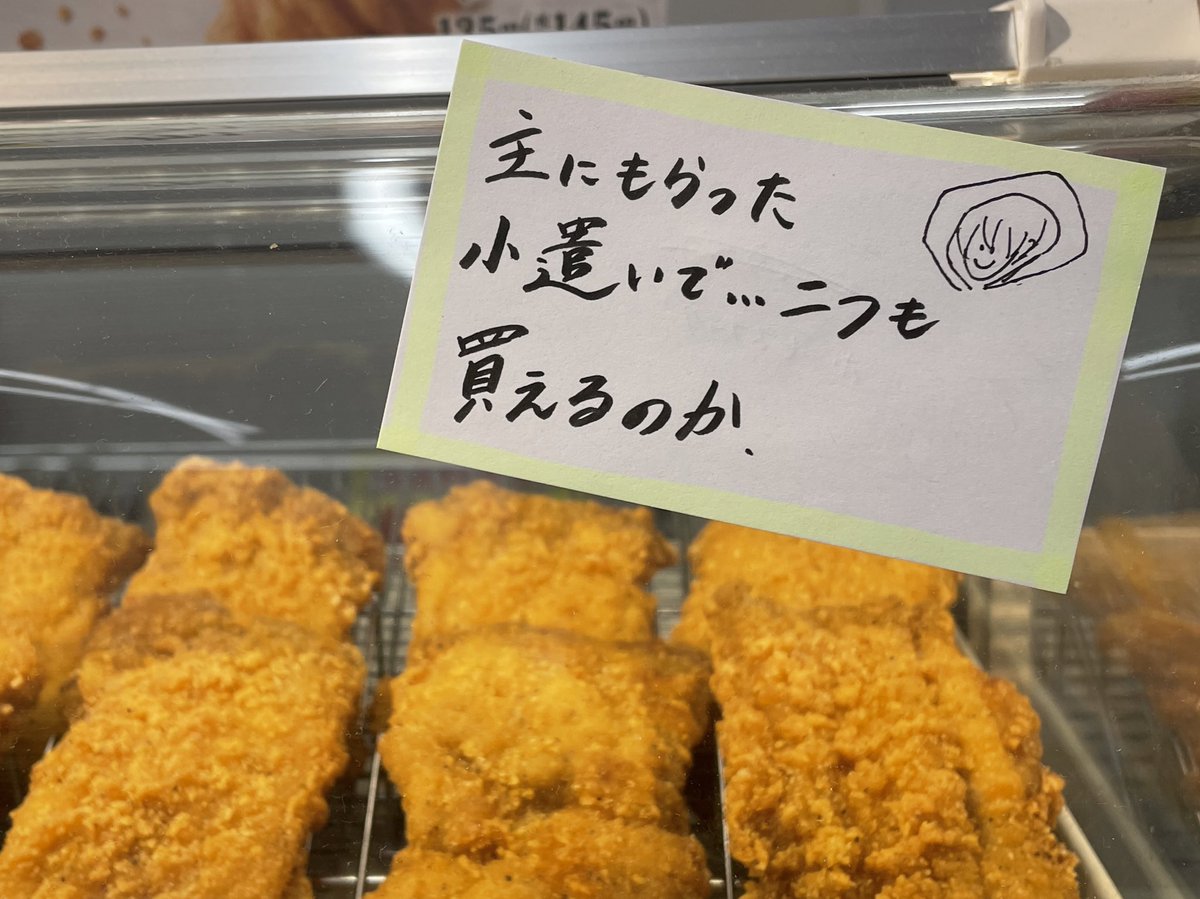 主にもらった
小遣いで…二つも
買えるのか.